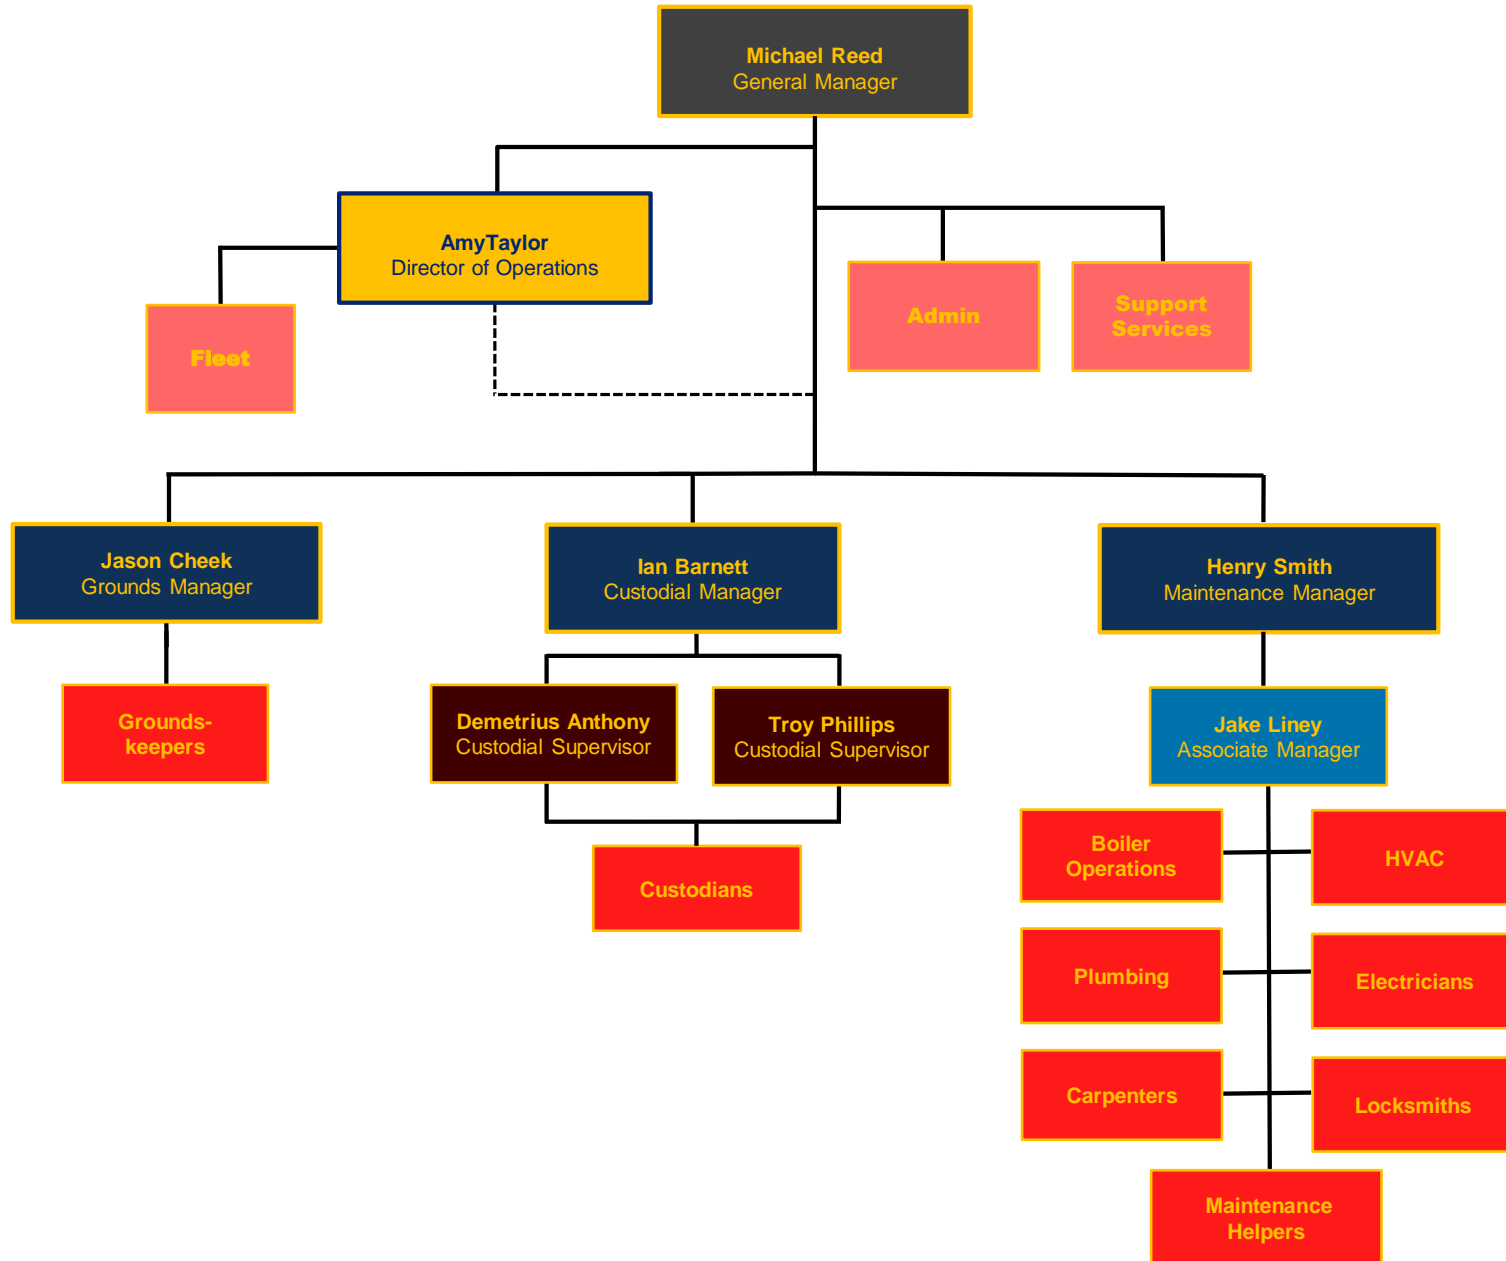 Michael Reed
General Manager
AmyTaylor
Director of Operations
Fleet
Admin
Support
Services
Jason Cheek
Grounds Manager
Ian Barnett
Custodial Manager
Henry Smith
Maintenance Manager
Grounds-
keepers
Demetrius Anthony
Custodial Supervisor
Troy Phillips
Custodial Supervisor
Jake Liney
Associate Manager
Custodians
Boiler
Operations
HVAC
Plumbing
Electricians
Carpenters
Locksmiths
Maintenance
Helpers